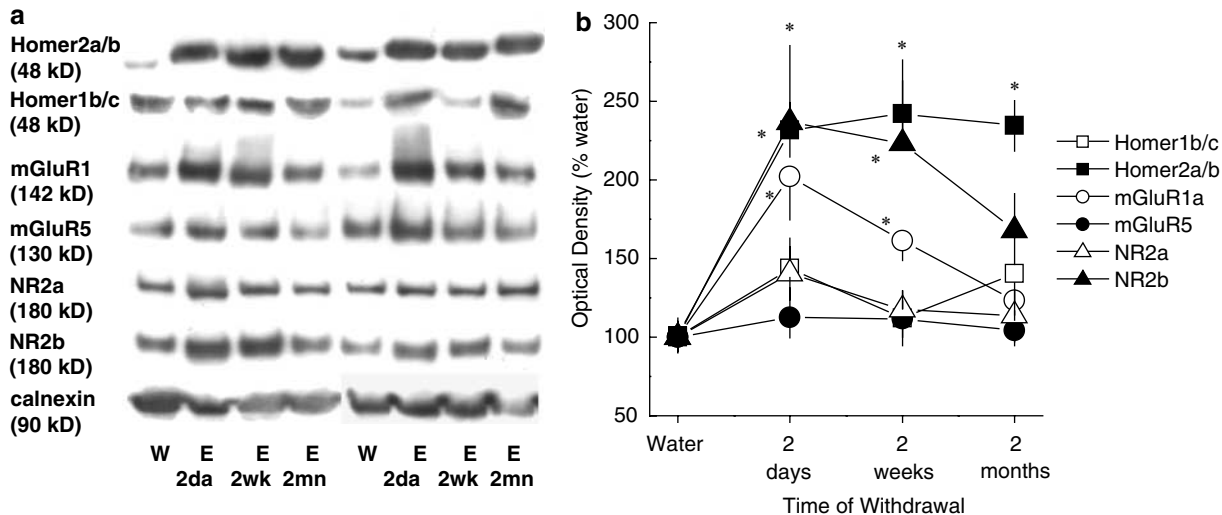 a
Homer2a/b
(48 kD)
Homer1b/c
(48 kD)
mGluR1
(142 kD)
mGluR5
(130 kD)
NR2a
(180 kD)
NR2b
(180 kD)
calnexin
(90 kD)
W E E E W E E E
2da 2wk 2mn 2da 2wk 2mn
b
Optical Density (% water)
300
250
200
150
100
50
* * *
* *
* *
Water 2 days 2 weeks 2 months
Time of Withdrawal
Homer1b/c
Homer2a/b
mGluR1a
mGluR5
NR2a
NR2b